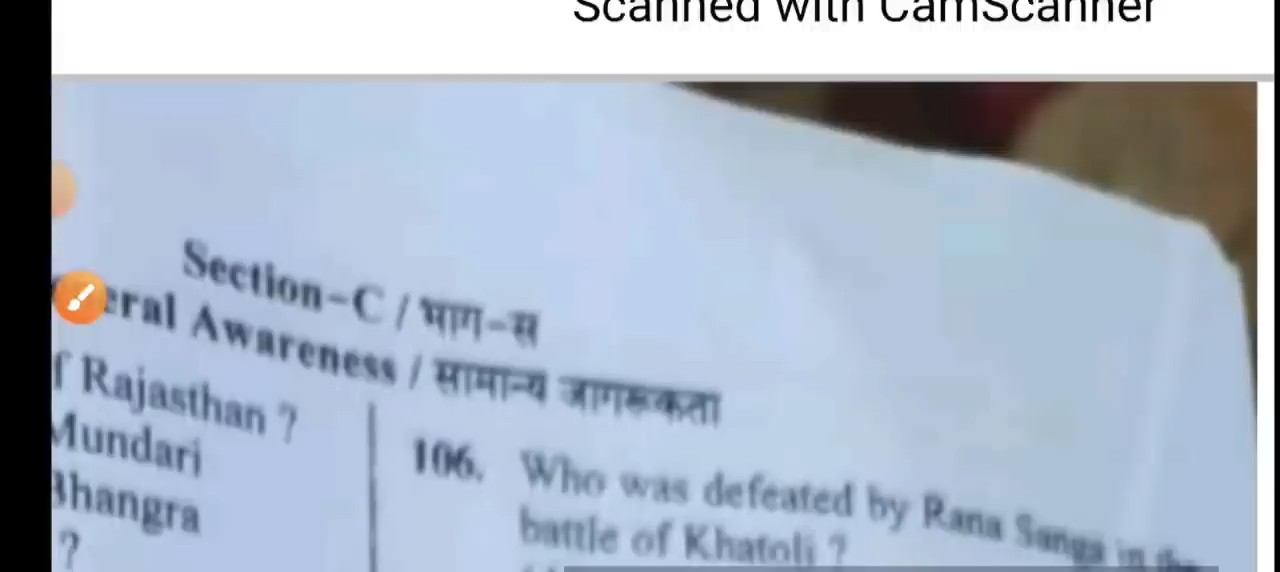 Scanned with CamScanner
Section-C / भाग-स
Awareness / सामान्य जागरूकता
Rajasthan ?
Mundari
Bhangra
?
106. Who was defeated by Rana Sanga in the
battle of Khatoli ?